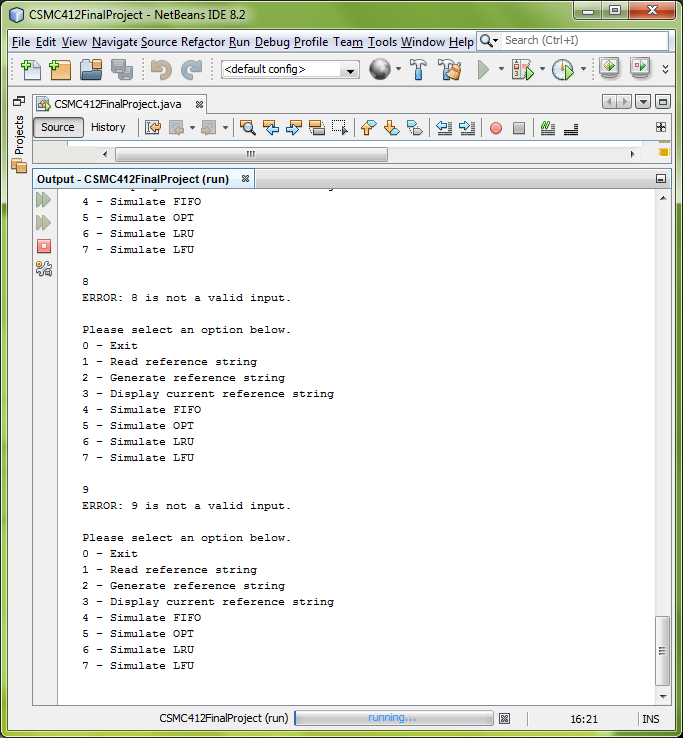 CSMC412FinalProject - NetBeans IDE 8.2
File Edit View Navigate Source Refactor Run Debug Profile Team Tools Window Help Search (Ctrl+I)
<default config>
Projects
CSMC412FinalProject.java
Source History
Output - CSMC412FinalProject (run)
4 - Simulate FIFO
5 - Simulate OPT
6 - Simulate LRU
7 - Simulate LFU
8
ERROR: 8 is not a valid input.
Please select an option below.
0 - Exit
1 - Read reference string
2 - Generate reference string
3 - Display current reference string
4 - Simulate FIFO
5 - Simulate OPT
6 - Simulate LRU
7 - Simulate LFU
9
ERROR: 9 is not a valid input.
Please select an option below.
0 - Exit
1 - Read reference string
2 - Generate reference string
3 - Display current reference string
4 - Simulate FIFO
5 - Simulate OPT
6 - Simulate LRU
7 - Simulate LFU
CSMC412FinalProject (run) running... 16:21 INS